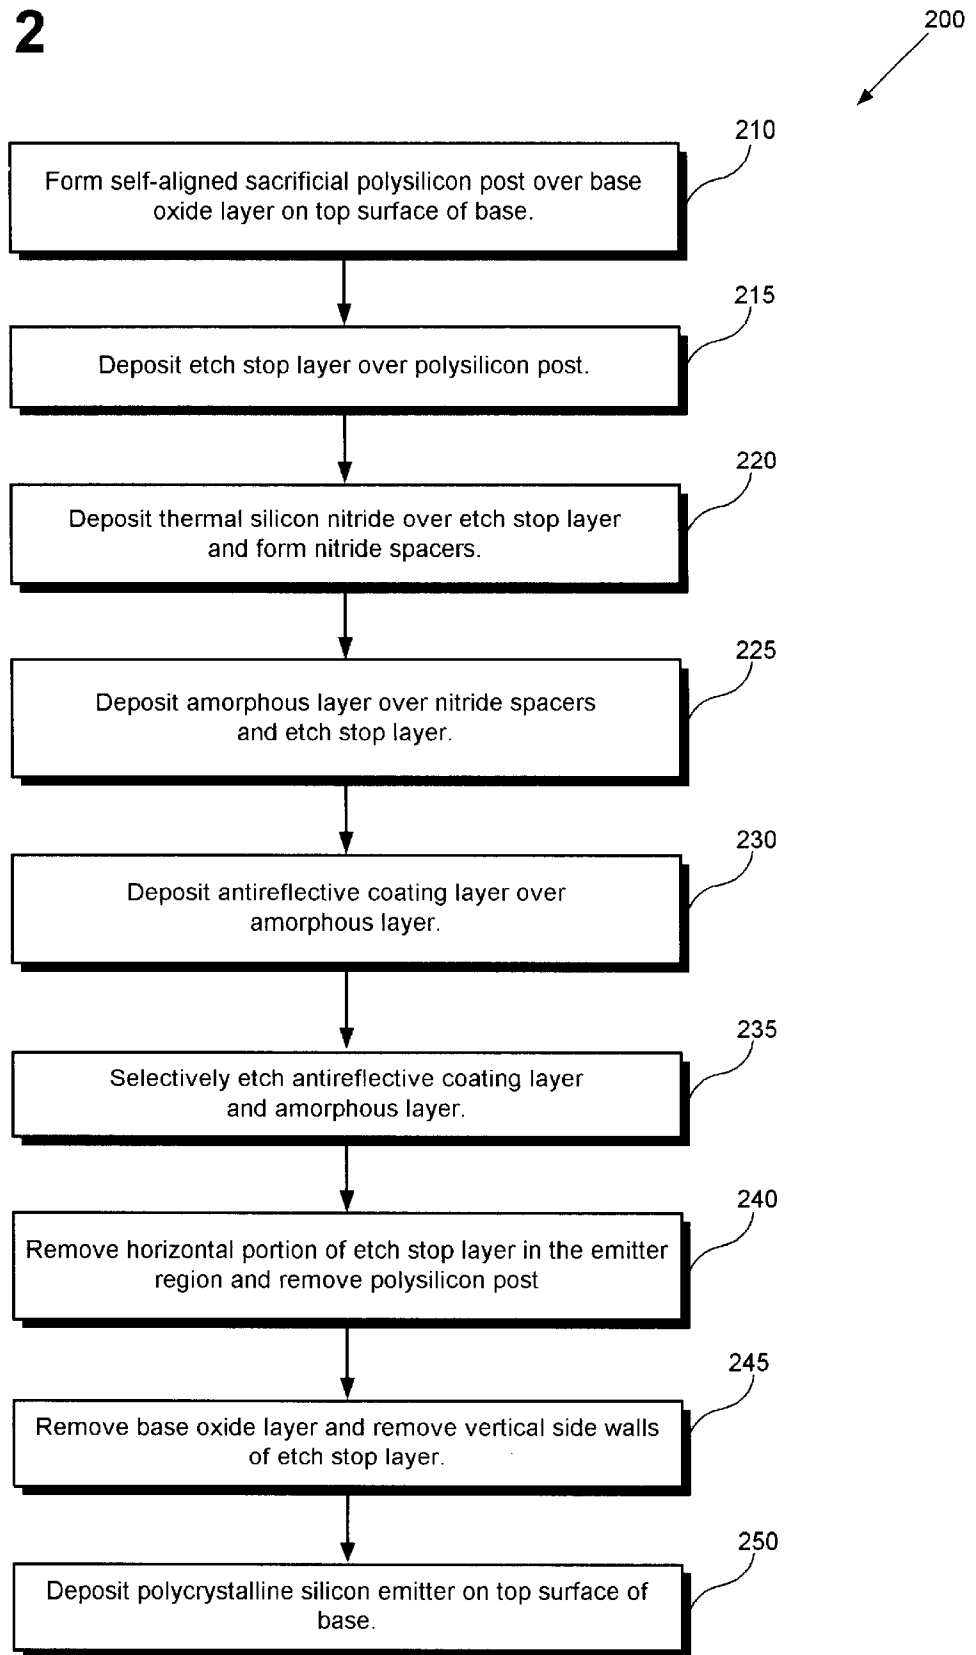 2
200
210
Form self-aligned sacrificial polysilicon post over base
oxide layer on top surface of base.
215
Deposit etch stop layer over polysilicon post.
220
Deposit thermal silicon nitride over etch stop layer
and form nitride spacers.
225
Deposit amorphous layer over nitride spacers
and etch stop layer.
230
Deposit antireflective coating layer over
amorphous layer.
235
Selectively etch antireflective coating layer
and amorphous layer.
240
Remove horizontal portion of etch stop layer in the emitter
region and remove polysilicon post
245
Remove base oxide layer and remove vertical side walls
of etch stop layer.
250
Deposit polycrystalline silicon emitter on top surface of
base.